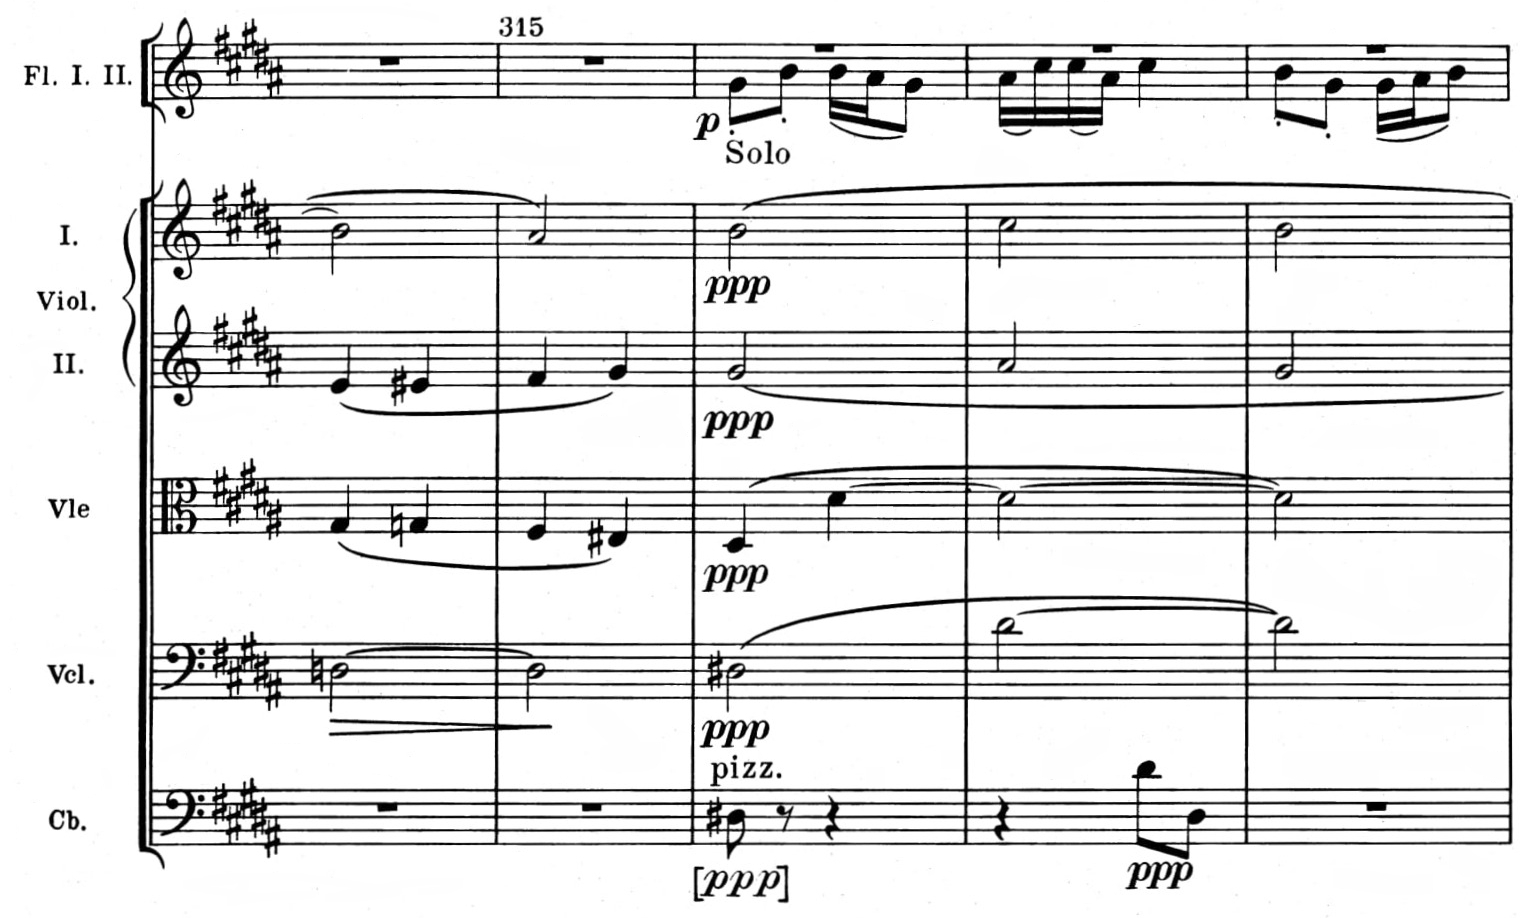 315
Fl. I. II.
p
Solo
I.
ppp
Viol.
II.
ppp
Vle
ppp
Vcl.
ppp
pizz.
Cb.
[ppp]
ppp